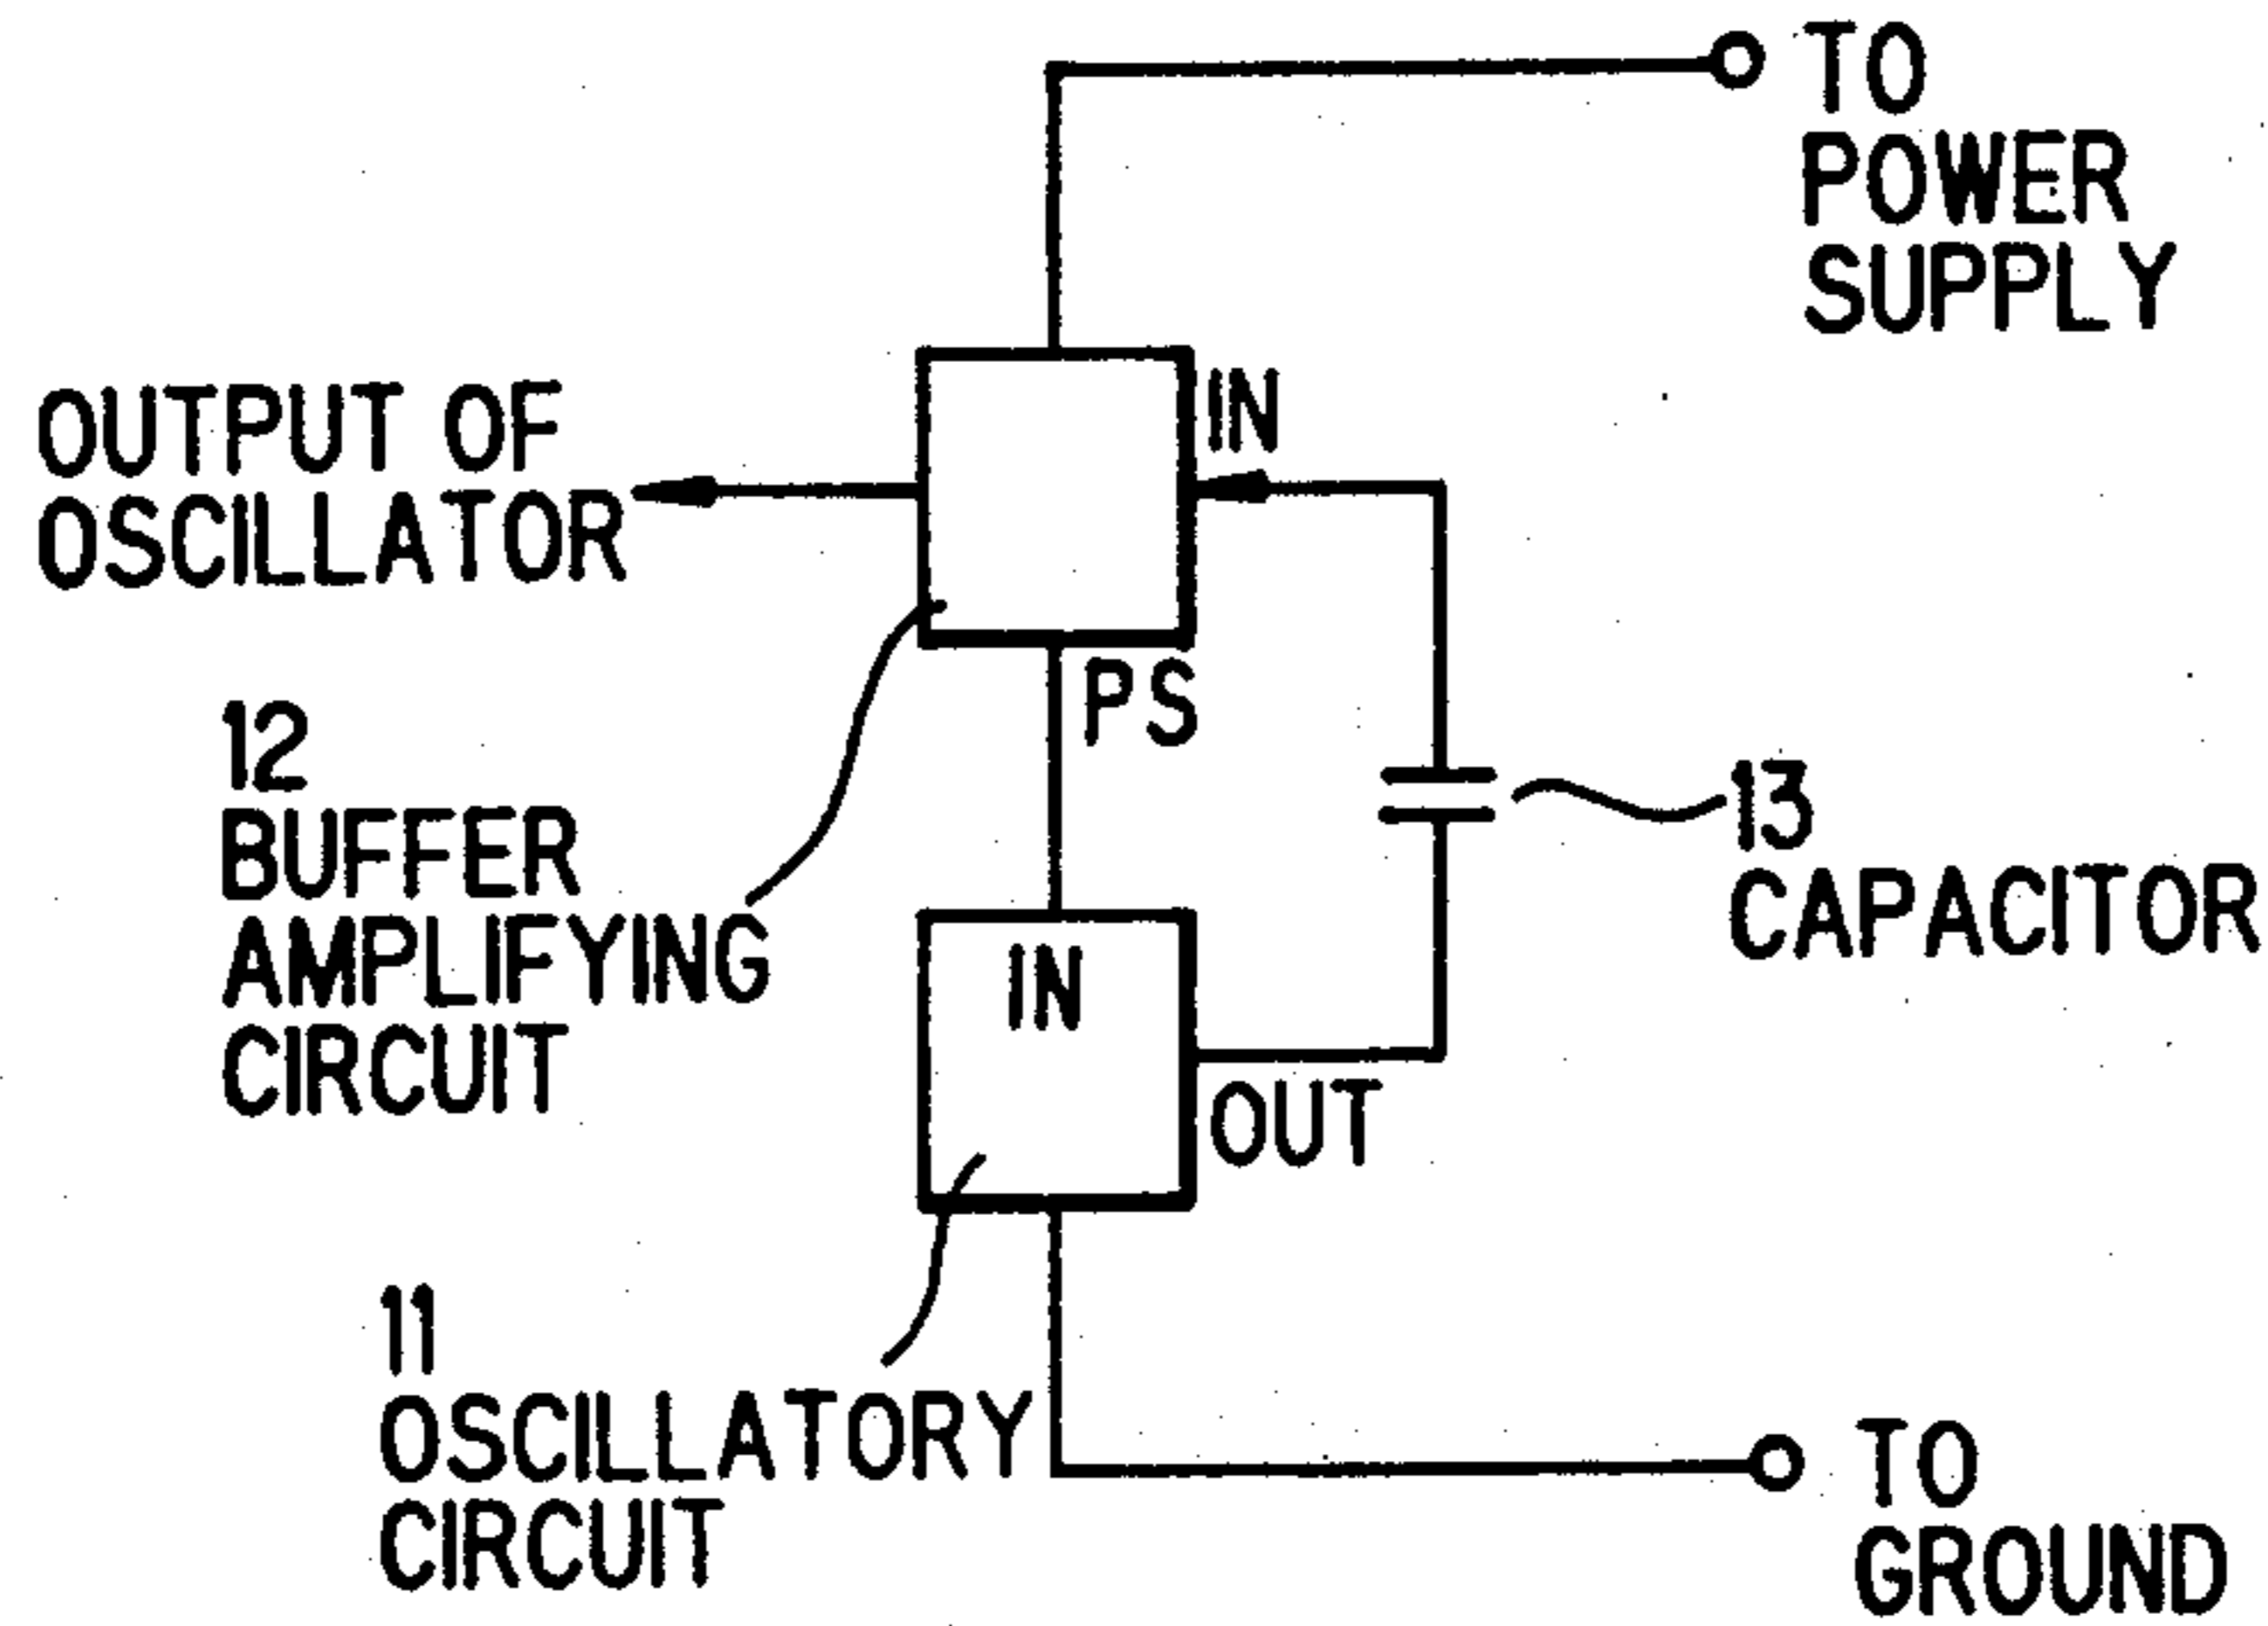 TO
POWER
SUPPLY
IN
OUTPUT OF
OSCILLATOR
PS
12
BUFFER
AMPLIFYING
CIRCUIT
13
CAPACITOR
IN
OUT
11
OSCILLATORY
CIRCUIT
TO
GROUND